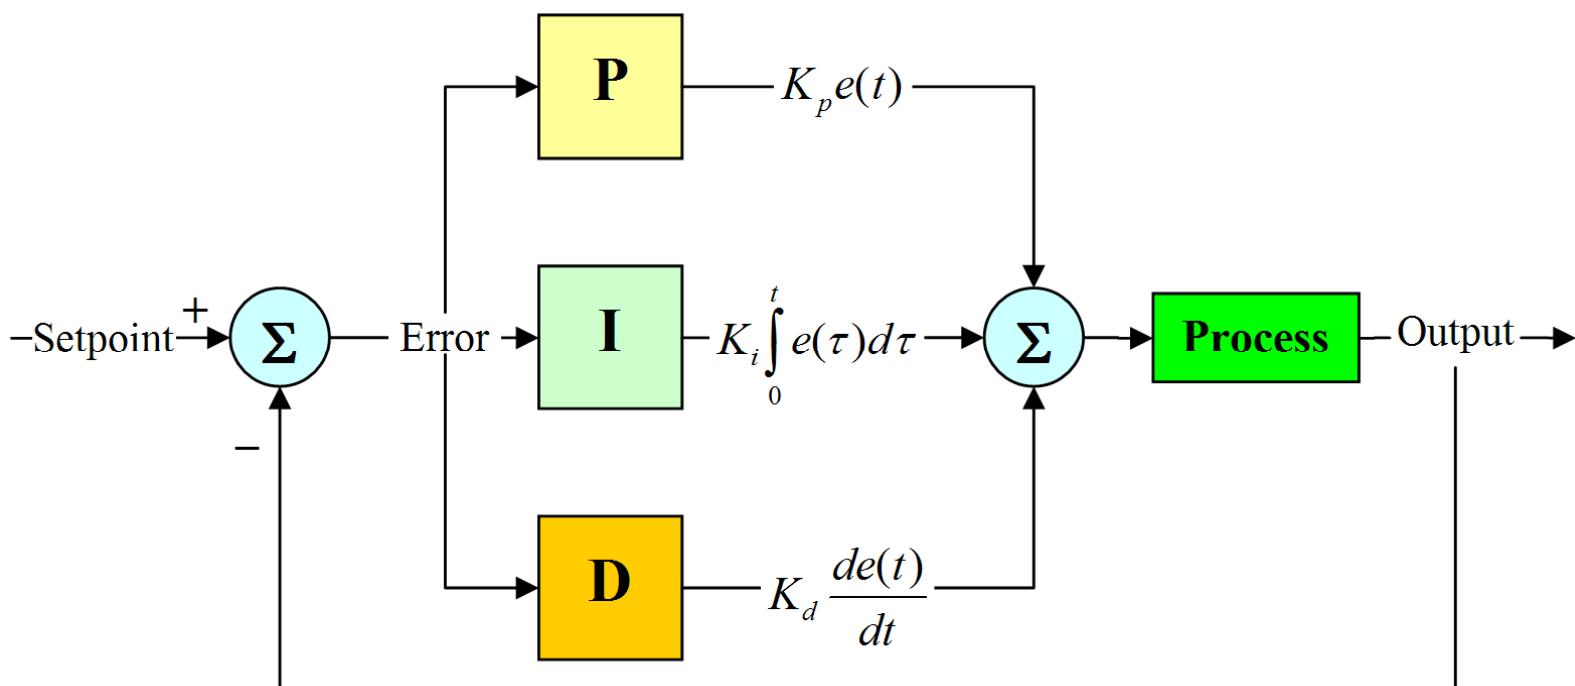 P
K_p e(t)
–Setpoint
+
Σ
Error
I
K_i ∫_0^t e(τ)dτ
Σ
Process
Output
–
D
K_d de(t)/dt